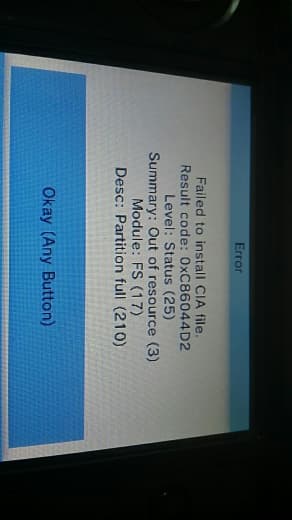 Error
Failed to install CIA file.
Result code: 0xC86044D2
Level: Status (25)
Summary: Out of resource (3)
Module: FS (17)
Desc: Partition full (210)
Okay (Any Button)